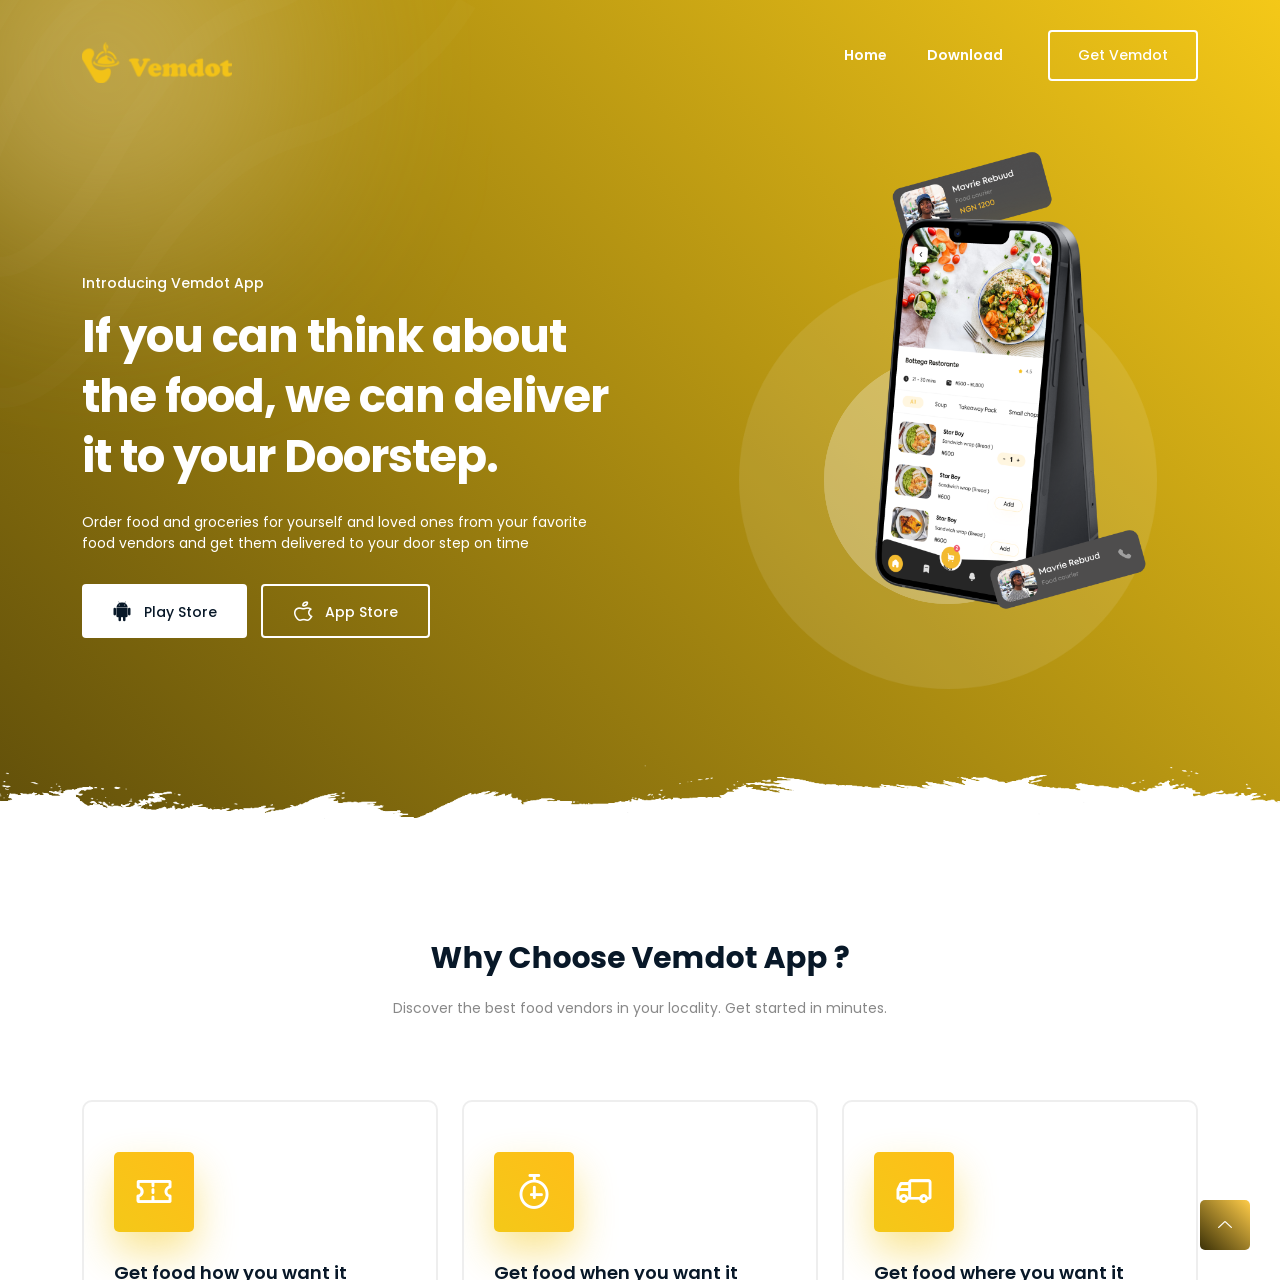 Vemdot
Home
Download
Get Vemdot
Mavrie Rebuud
Food courier
NGN 1200
Introducing Vemdot App
If you can think about
the food, we can deliver
it to your Doorstep.
Order food and groceries for yourself and loved ones from your favorite
food vendors and get them delivered to your door step on time
Play Store
App Store
Bottega Restorante
4.5
All
Soup
Takeaway Pack
Small chops
Star Boy
Sandwich wrap (Bread )
₦600
- 1 +
Star Boy
Sandwich wrap (Bread )
₦600
Add
Star Boy
Sandwich wrap (Bread )
₦600
Add
Mavrie Rebuud
Food courier
Why Choose Vemdot App ?
Discover the best food vendors in your locality. Get started in minutes.
Get food how you want it
Get food when you want it
Get food where you want it